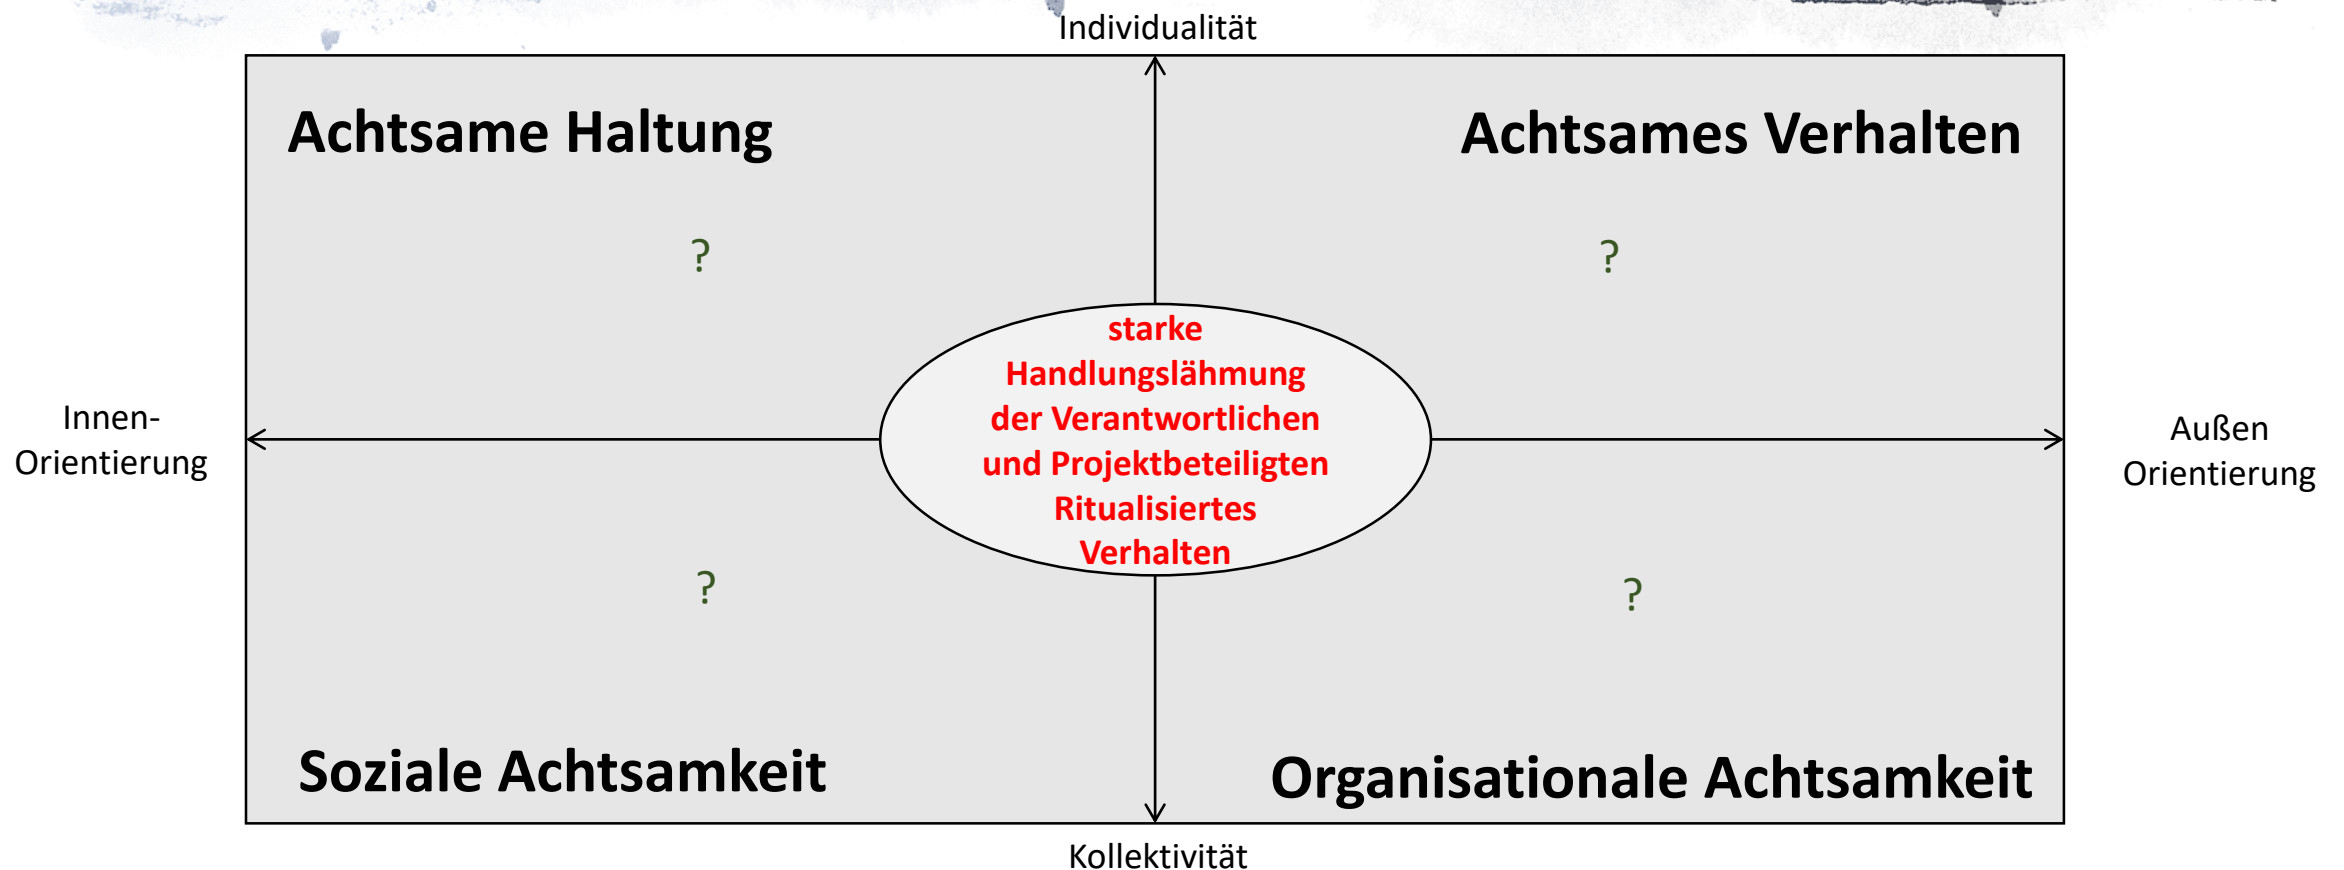 Individualität
Achtsame Haltung
Achtsames Verhalten
?
?
starke
Handlungslähmung
der Verantwortlichen
und Projektbeteiligten
Ritualisiertes
Verhalten
Innen-
Orientierung
Außen
Orientierung
?
?
Soziale Achtsamkeit
Organisationale Achtsamkeit
Kollektivität